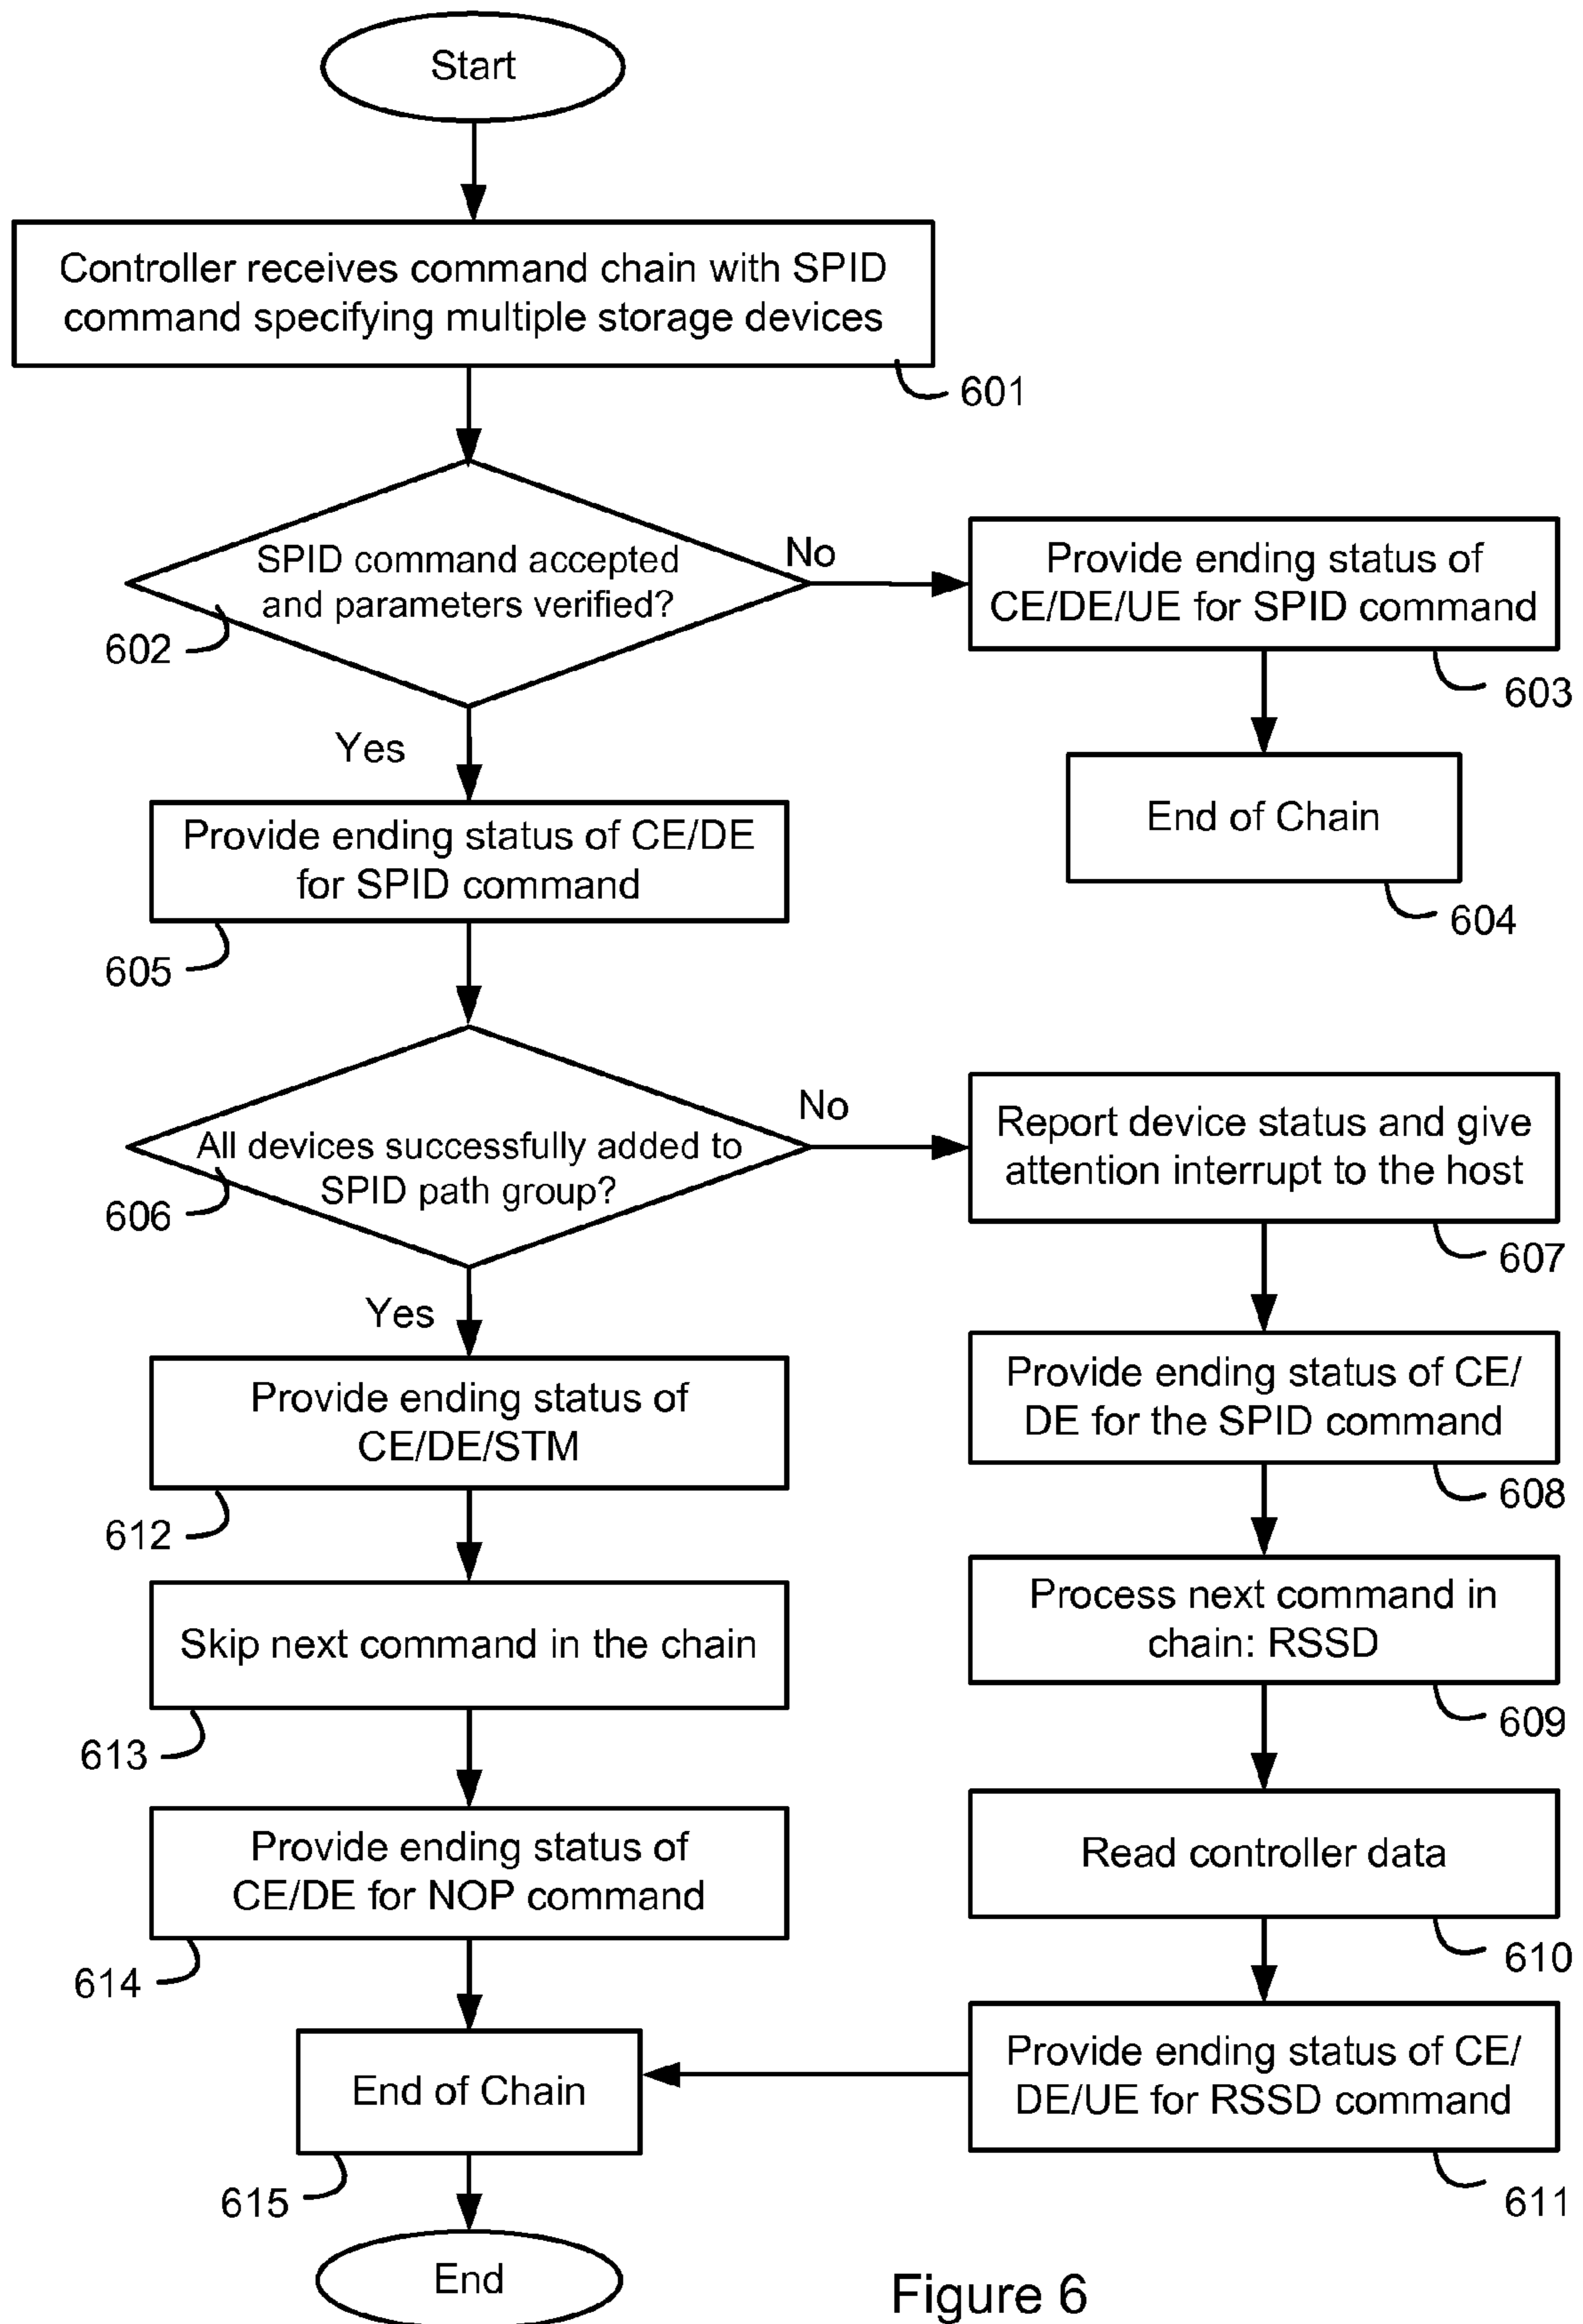 Start
Controller receives command chain with SPID
command specifying multiple storage devices
601
SPID command accepted
and parameters verified?
602
No
Provide ending status of
CE/DE/UE for SPID command
603
End of Chain
604
Yes
Provide ending status of CE/DE
for SPID command
605
All devices successfully added to
SPID path group?
606
No
Report device status and give
attention interrupt to the host
607
Provide ending status of CE/
DE for the SPID command
608
Process next command in
chain: RSSD
609
Read controller data
610
Provide ending status of CE/
DE/UE for RSSD command
611
Yes
Provide ending status of
CE/DE/STM
612
Skip next command in the chain
613
Provide ending status of
CE/DE for NOP command
614
End of Chain
615
End
Figure 6